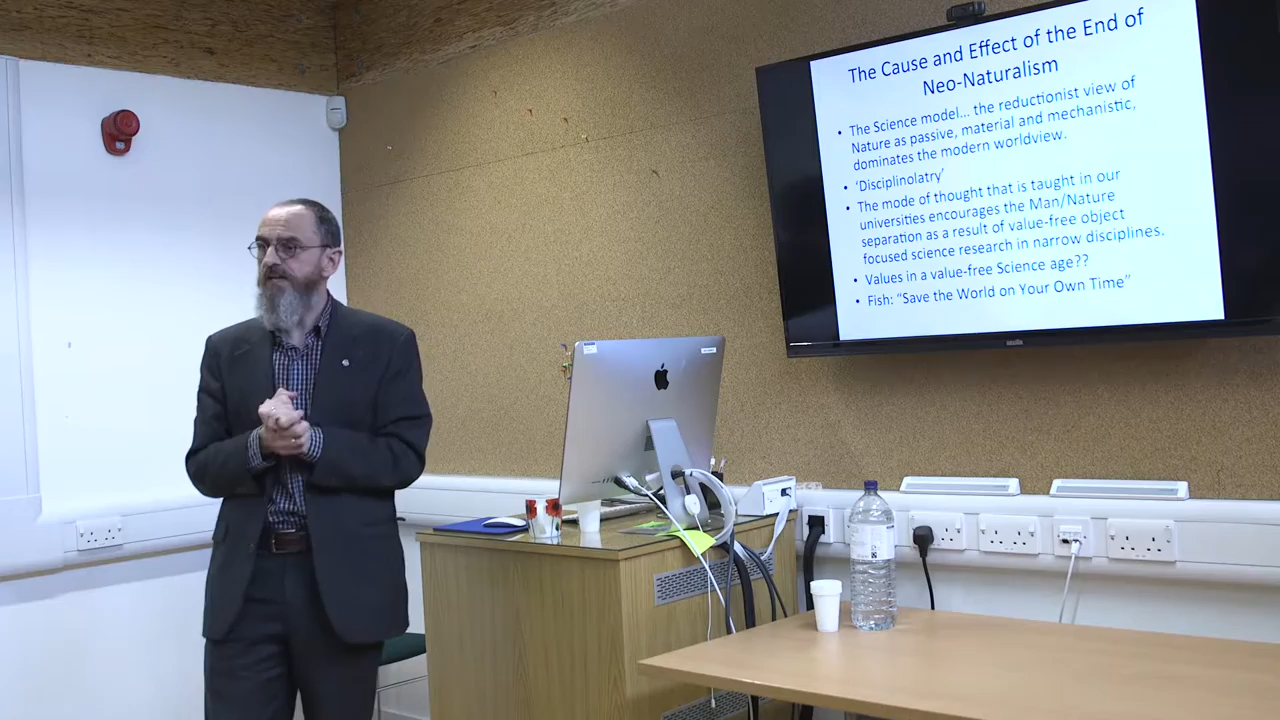 The Cause and Effect of the End of
Neo-Naturalism
• The Science model... the reductionist view of
Nature as passive, material and mechanistic,
dominates the modern worldview.
• 'Disciplinolatry'
• The mode of thought that is taught in our
universities encourages the Man/Nature
separation as a result of value-free object
focused science research in narrow disciplines.
• Values in a value-free Science age??
• Fish: "Save the World on Your Own Time"